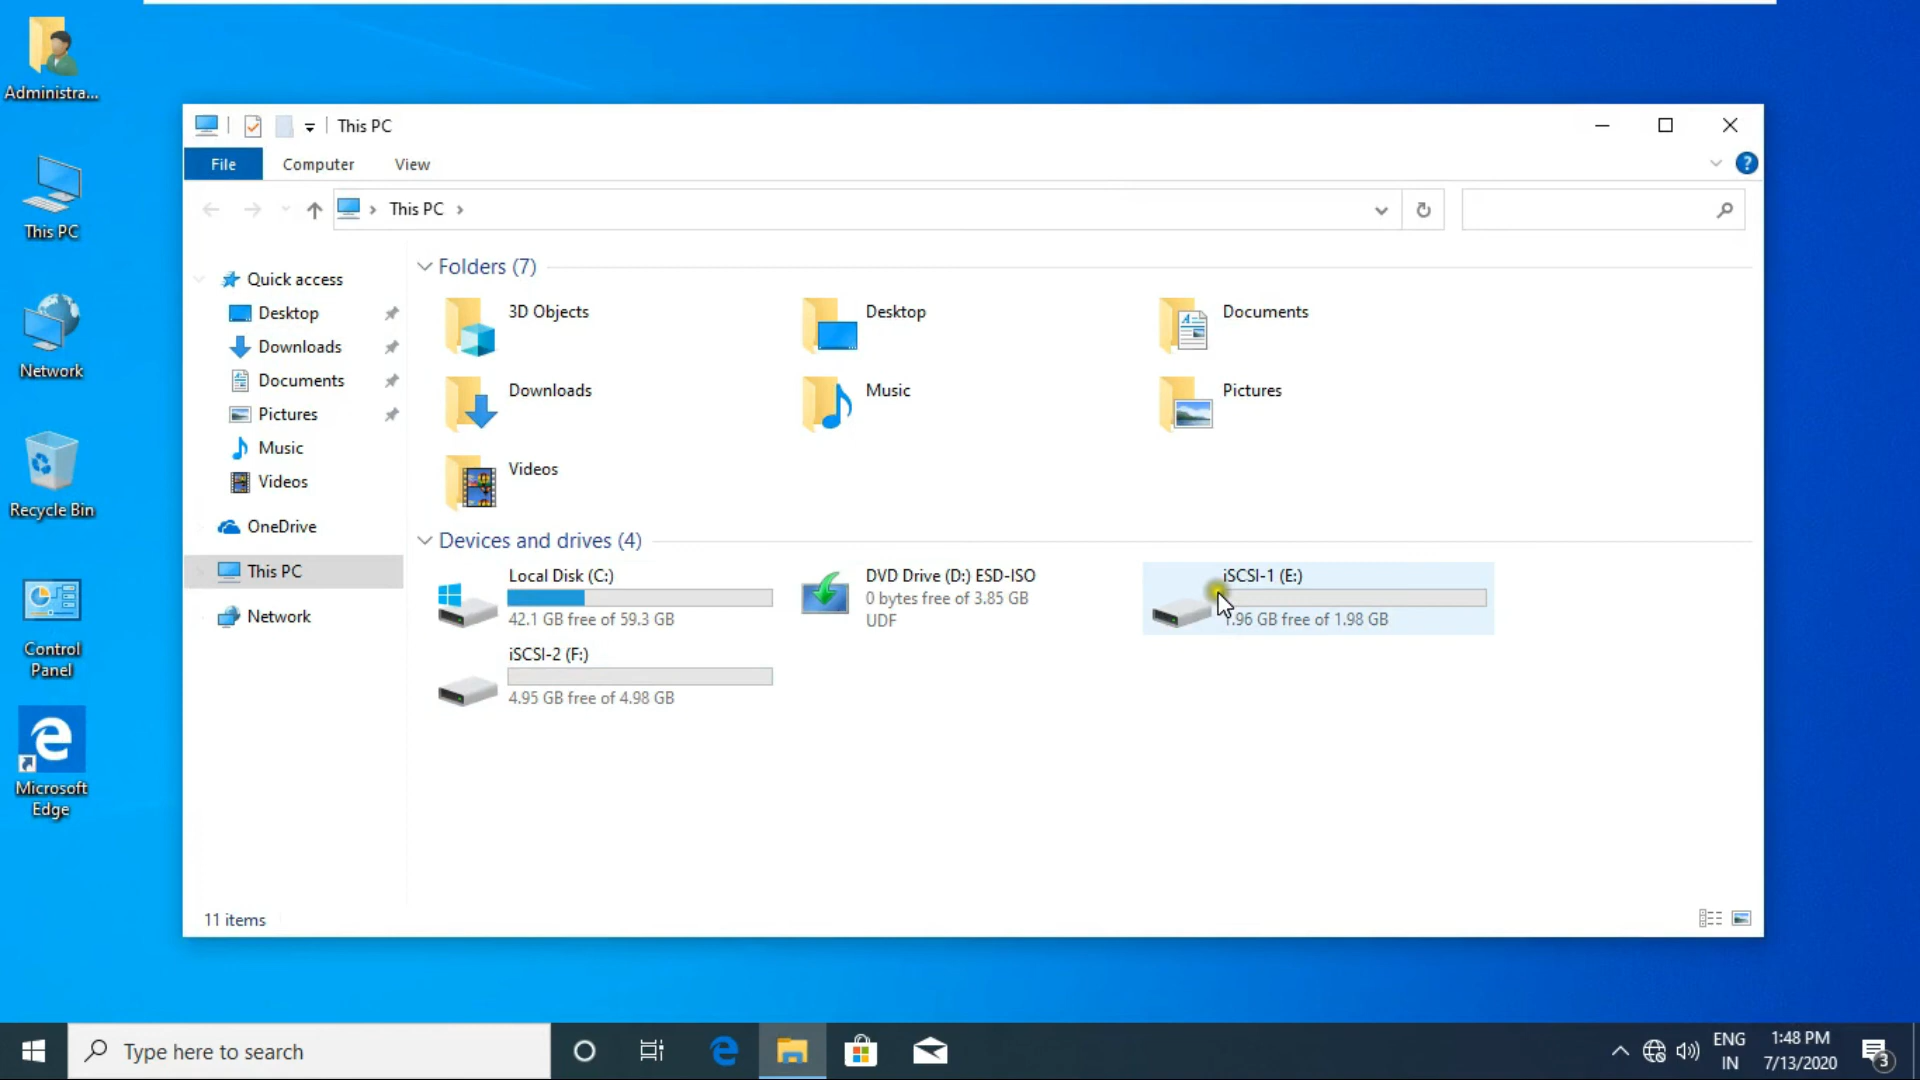 Administra...
This PC
Network
Recycle Bin
Control
Panel
Microsoft
Edge
This PC
File
Computer
View
This PC
Quick access
Desktop
Downloads
Documents
Pictures
Music
Videos
OneDrive
This PC
Network
Folders (7)
3D Objects
Desktop
Documents
Downloads
Music
Pictures
Videos
Devices and drives (4)
Local Disk (C:)
42.1 GB free of 59.3 GB
DVD Drive (D:) ESD-ISO
0 bytes free of 3.85 GB
UDF
iSCSI-1 (E:)
1.96 GB free of 1.98 GB
iSCSI-2 (F:)
4.95 GB free of 4.98 GB
11 items
Type here to search
ENG
IN
1:48 PM
7/13/2020
3